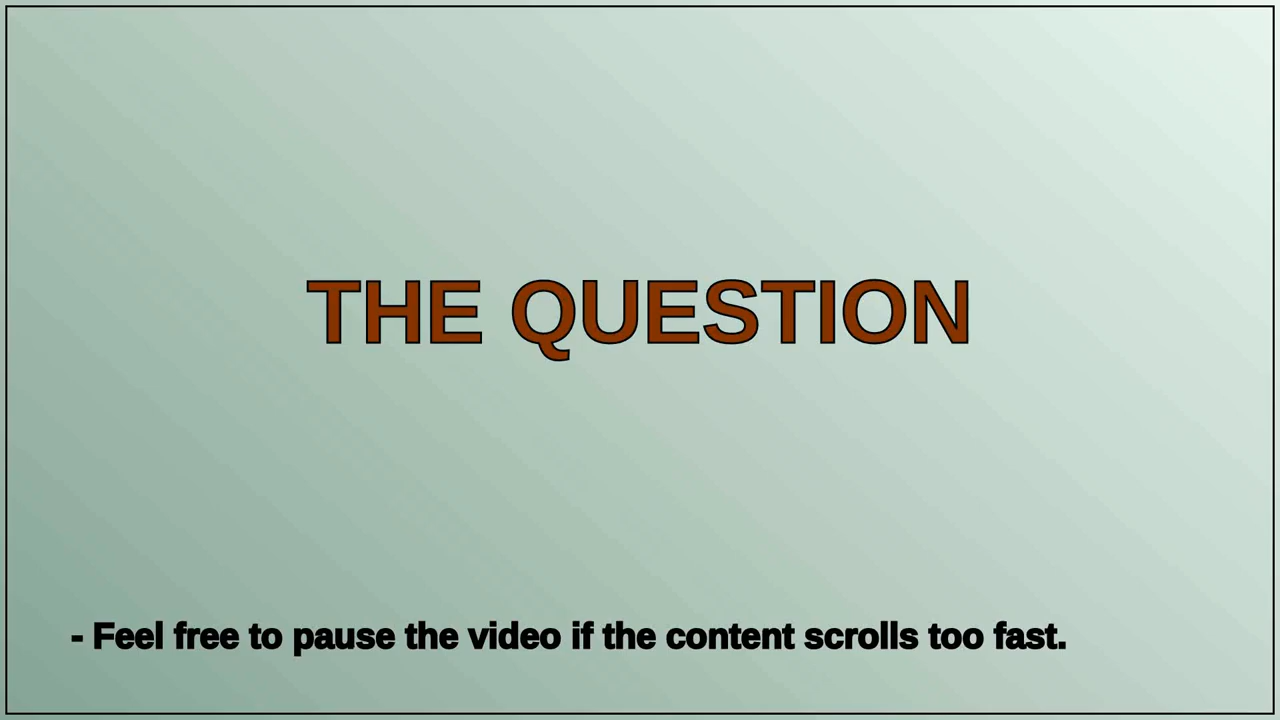 THE QUESTION
- Feel free to pause the video if the content scrolls too fast.